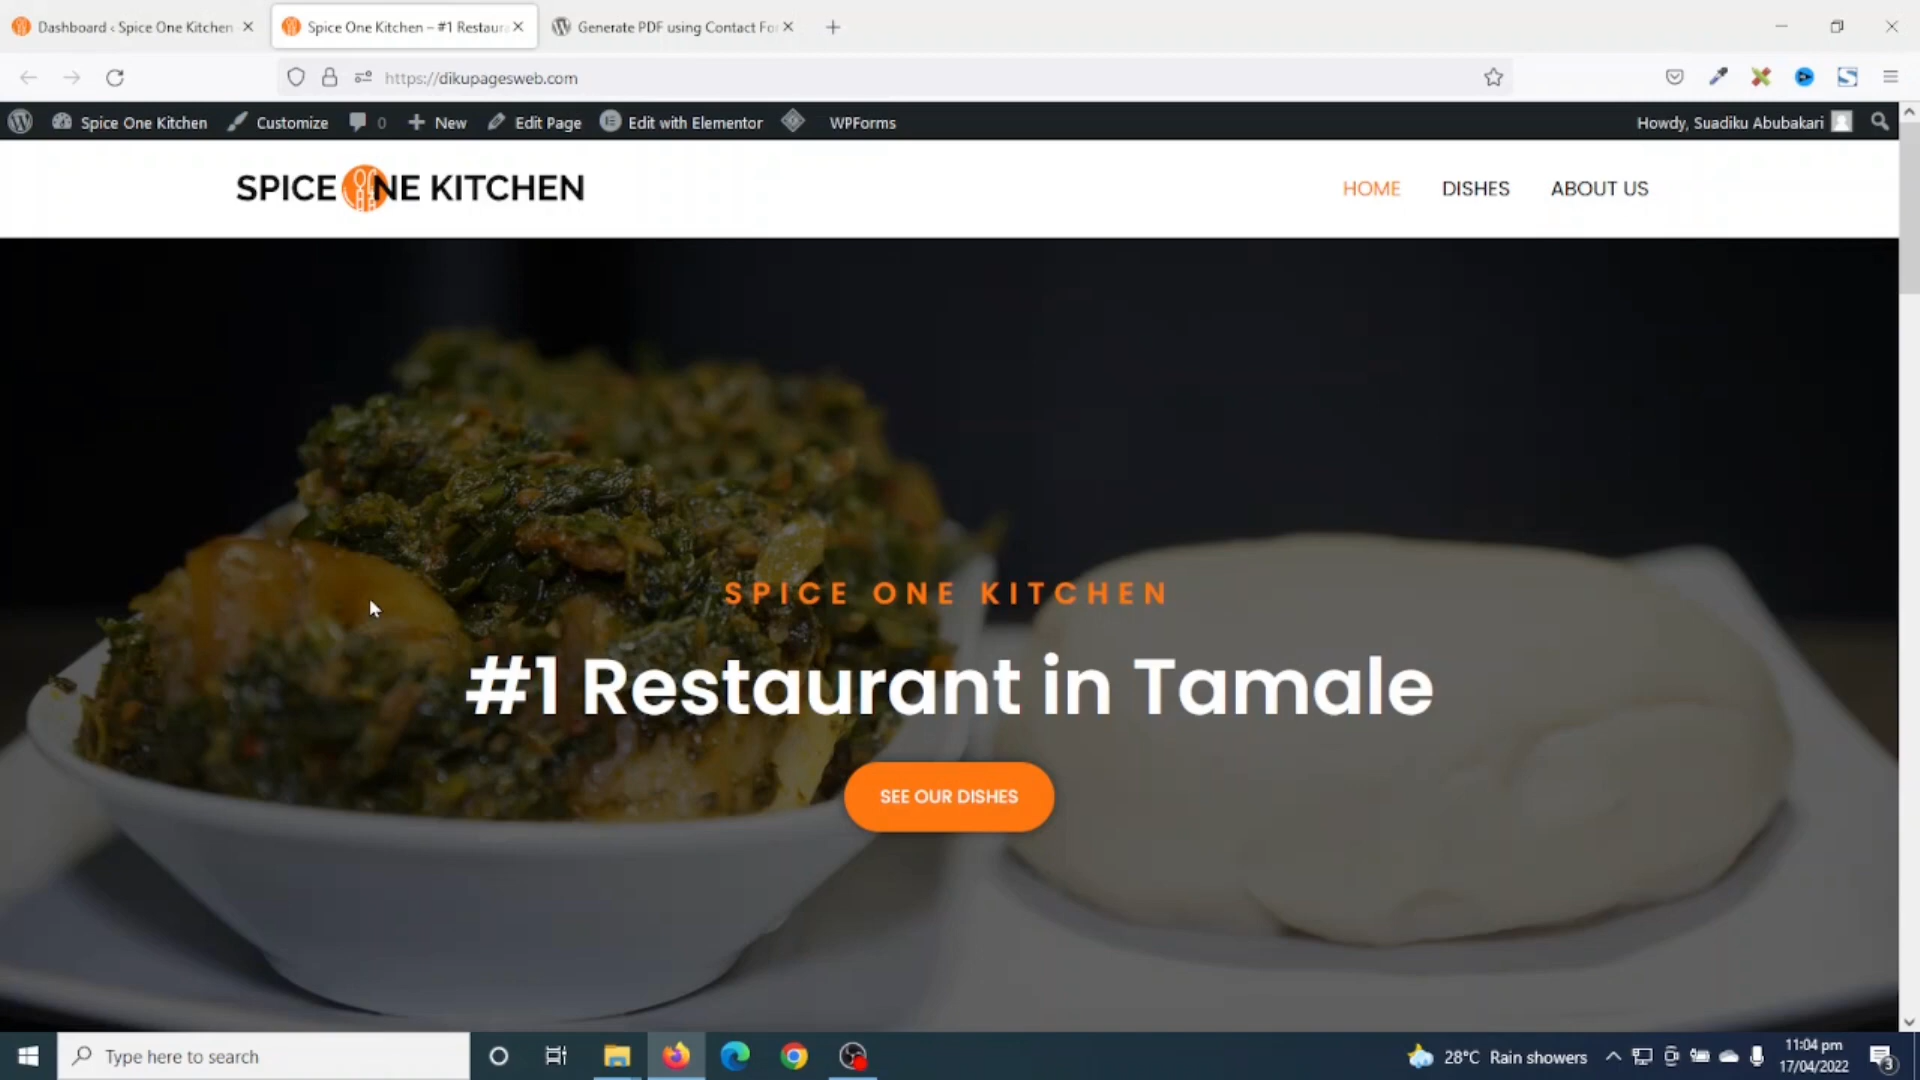 Dashboard ‹ Spice One Kitchen
Spice One Kitchen – #1 Restaura
Generate PDF using Contact Fo
https://dikupagesweb.com
Spice One Kitchen
Customize
0
New
Edit Page
Edit with Elementor
WPForms
Howdy, Suadiku Abubakari
SPICE ONE KITCHEN
HOME
DISHES
ABOUT US
SPICE ONE KITCHEN
#1 Restaurant in Tamale
SEE OUR DISHES
Type here to search
28°C Rain showers
11:04 pm
17/04/2022
3